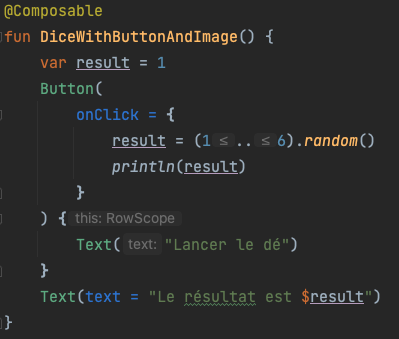 @Composable
fun DiceWithButtonAndImage() {
var result = 1
Button(
onClick = {
result = (1 ≤ .. ≤ 6).random()
println(result)
}
) { this: RowScope
Text( text: "Lancer le dé")
}
Text(text = "Le résultat est $result")
}